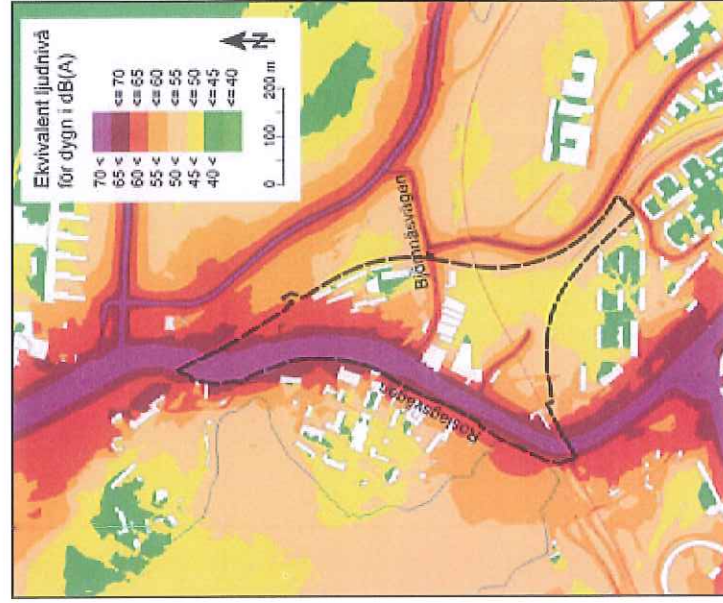 Ekvivalent ljudnivå
för dygn i dB(A)
70 <
65 < <= 70
60 < <= 65
55 < <= 60
50 < <= 55
45 < <= 50
40 < <= 45
<= 40
0 100 200 m
N
Björnnäsvägen
Roslagsvägen